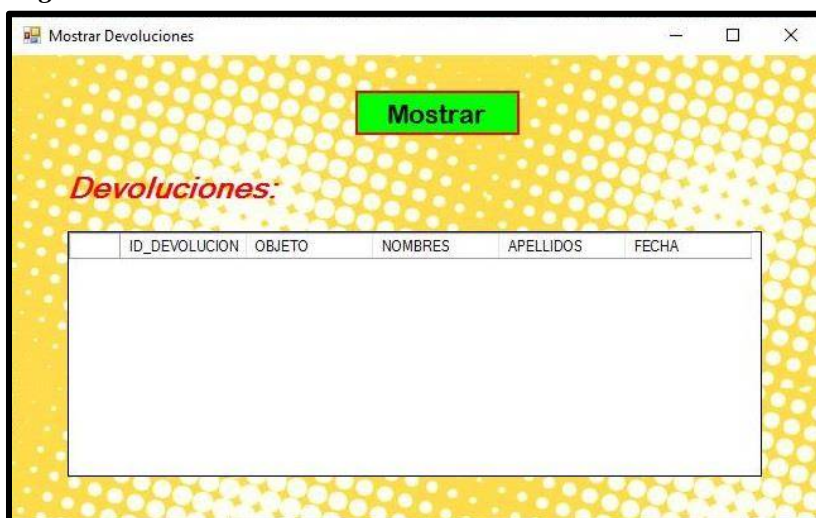 Mostrar Devoluciones
Mostrar
Devoluciones:
ID_DEVOLUCION OBJETO NOMBRES APELLIDOS FECHA